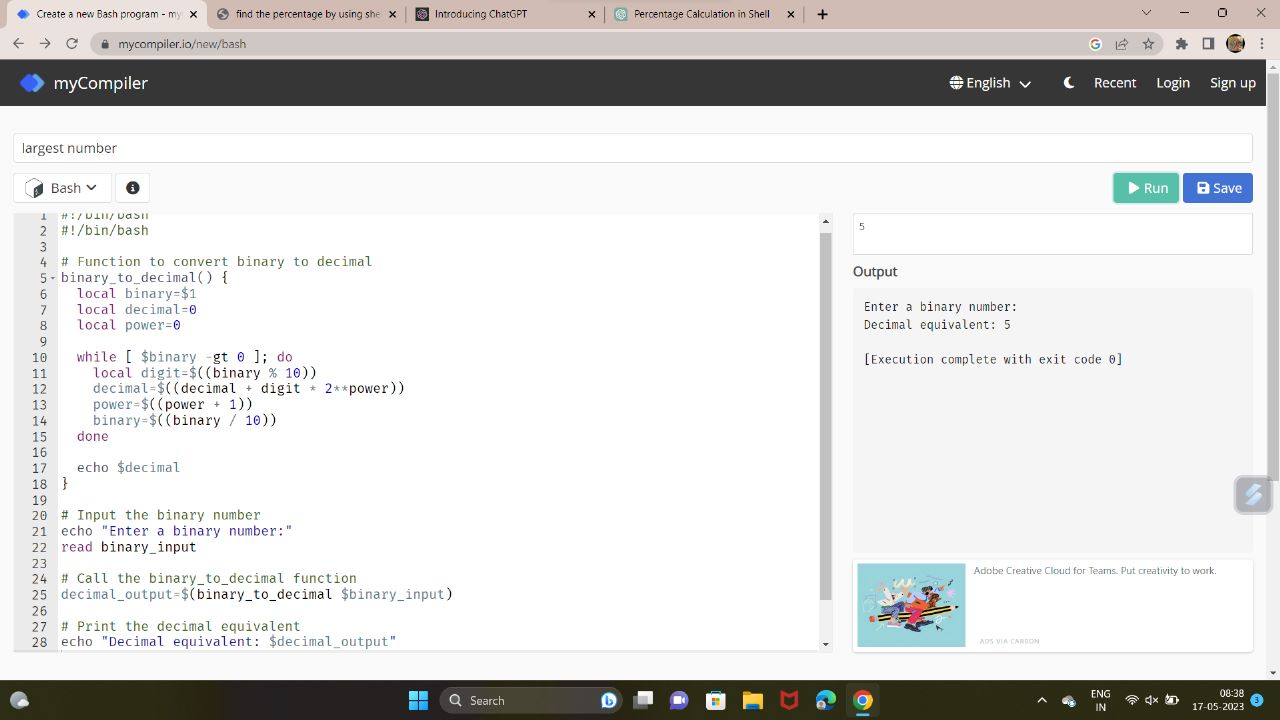 Create a new Bash program - my
find the percentage by using she
Introducing ChatGPT
Percentage Calculation in Shell
mycompiler.io/new/bash
myCompiler
English
Recent
Login
Sign up
largest number
Bash
Run
Save
1 #!/bin/bash
2 #!/bin/bash
3
4 # Function to convert binary to decimal
5 binary_to_decimal() {
6 local binary=$1
7 local decimal=0
8 local power=0
9
10 while [ $binary -gt 0 ]; do
11 local digit=$((binary % 10))
12 decimal=$((decimal + digit * 2**power))
13 power=$((power + 1))
14 binary=$((binary / 10))
15 done
16
17 echo $decimal
18 }
19
20 # Input the binary number
21 echo "Enter a binary number:"
22 read binary_input
23
24 # Call the binary_to_decimal function
25 decimal_output=$(binary_to_decimal $binary_input)
26
27 # Print the decimal equivalent
28 echo "Decimal equivalent: $decimal_output"
5
Output
Enter a binary number:
Decimal equivalent: 5
[Execution complete with exit code 0]
Adobe Creative Cloud for Teams. Put creativity to work.
ADS VIA CARBON
Search
ENG
IN
08:38
17-05-2023
3